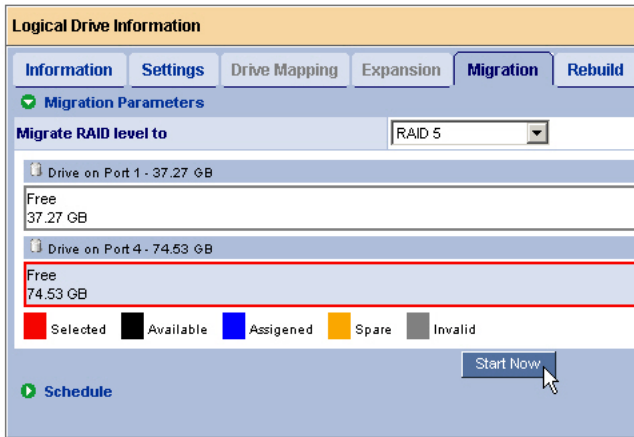 Logical Drive Information
Information Settings Drive Mapping Expansion Migration Rebuild
Migration Parameters
Migrate RAID level to RAID 5
Drive on Port 1 - 37.27 GB
Free
37.27 GB
Drive on Port 4 - 74.53 GB
Free
74.53 GB
Selected Available Assigened Spare Invalid
Start Now
Schedule